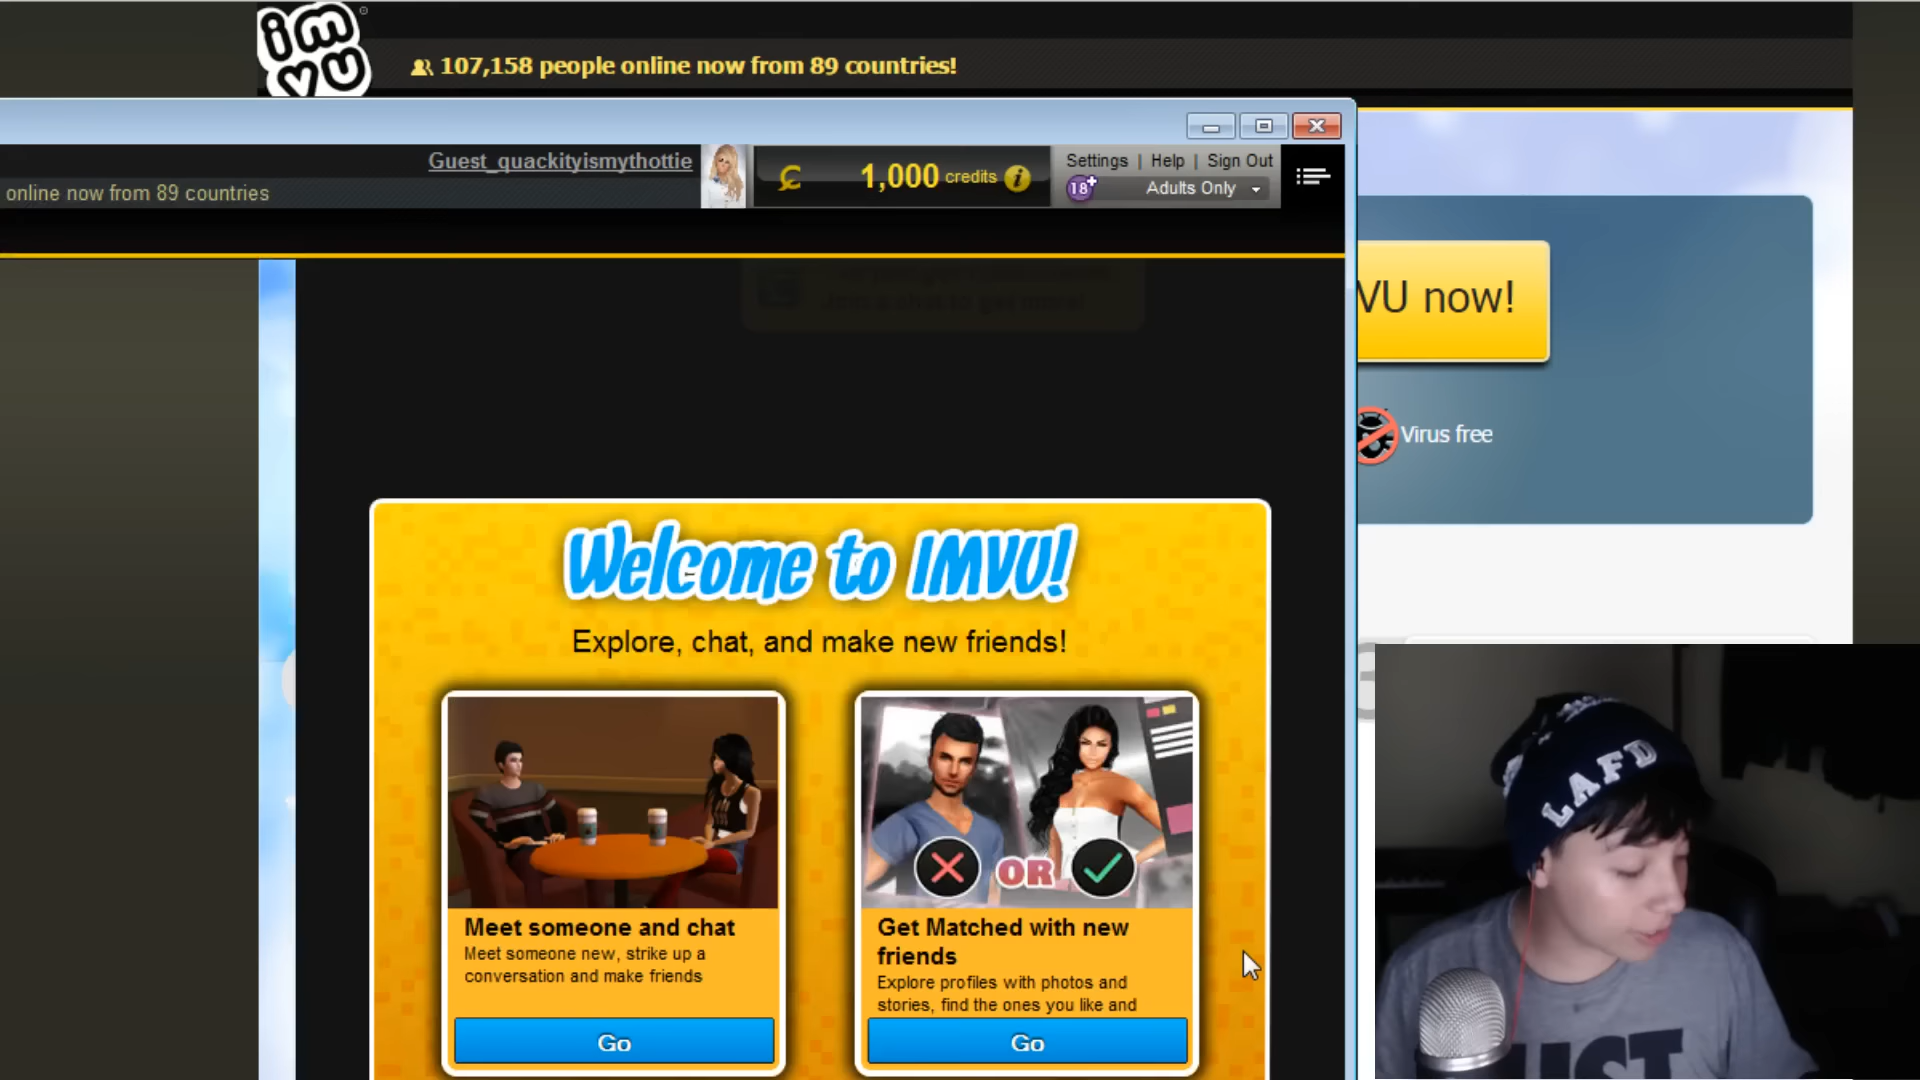 imvu
107,158 people online now from 89 countries!
Guest_quackityismythottie
1,000 credits i
Settings | Help | Sign Out
18+ Adults Only
online now from 89 countries
VU now!
Virus free
Welcome to IMVU!
Explore, chat, and make new friends!
OR
Meet someone and chat
Meet someone new, strike up a
conversation and make friends
Go
Get Matched with new
friends
Explore profiles with photos and
stories, find the ones you like and
Go
LAFD